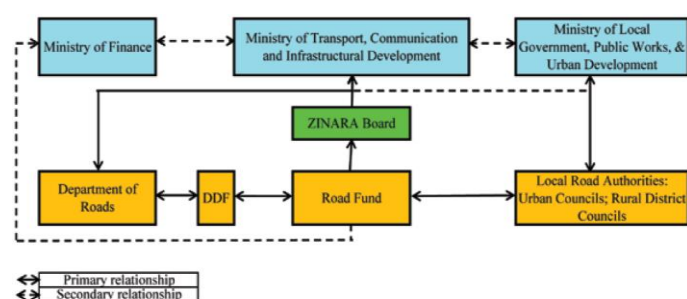 Ministry of Finance
Ministry of Transport, Communication
and Infrastructural Development
Ministry of Local
Government, Public Works, &
Urban Development
ZINARA Board
Department of
Roads
DDF
Road Fund
Local Road Authorities:
Urban Councils; Rural District
Councils
Primary relationship
Secondary relationship